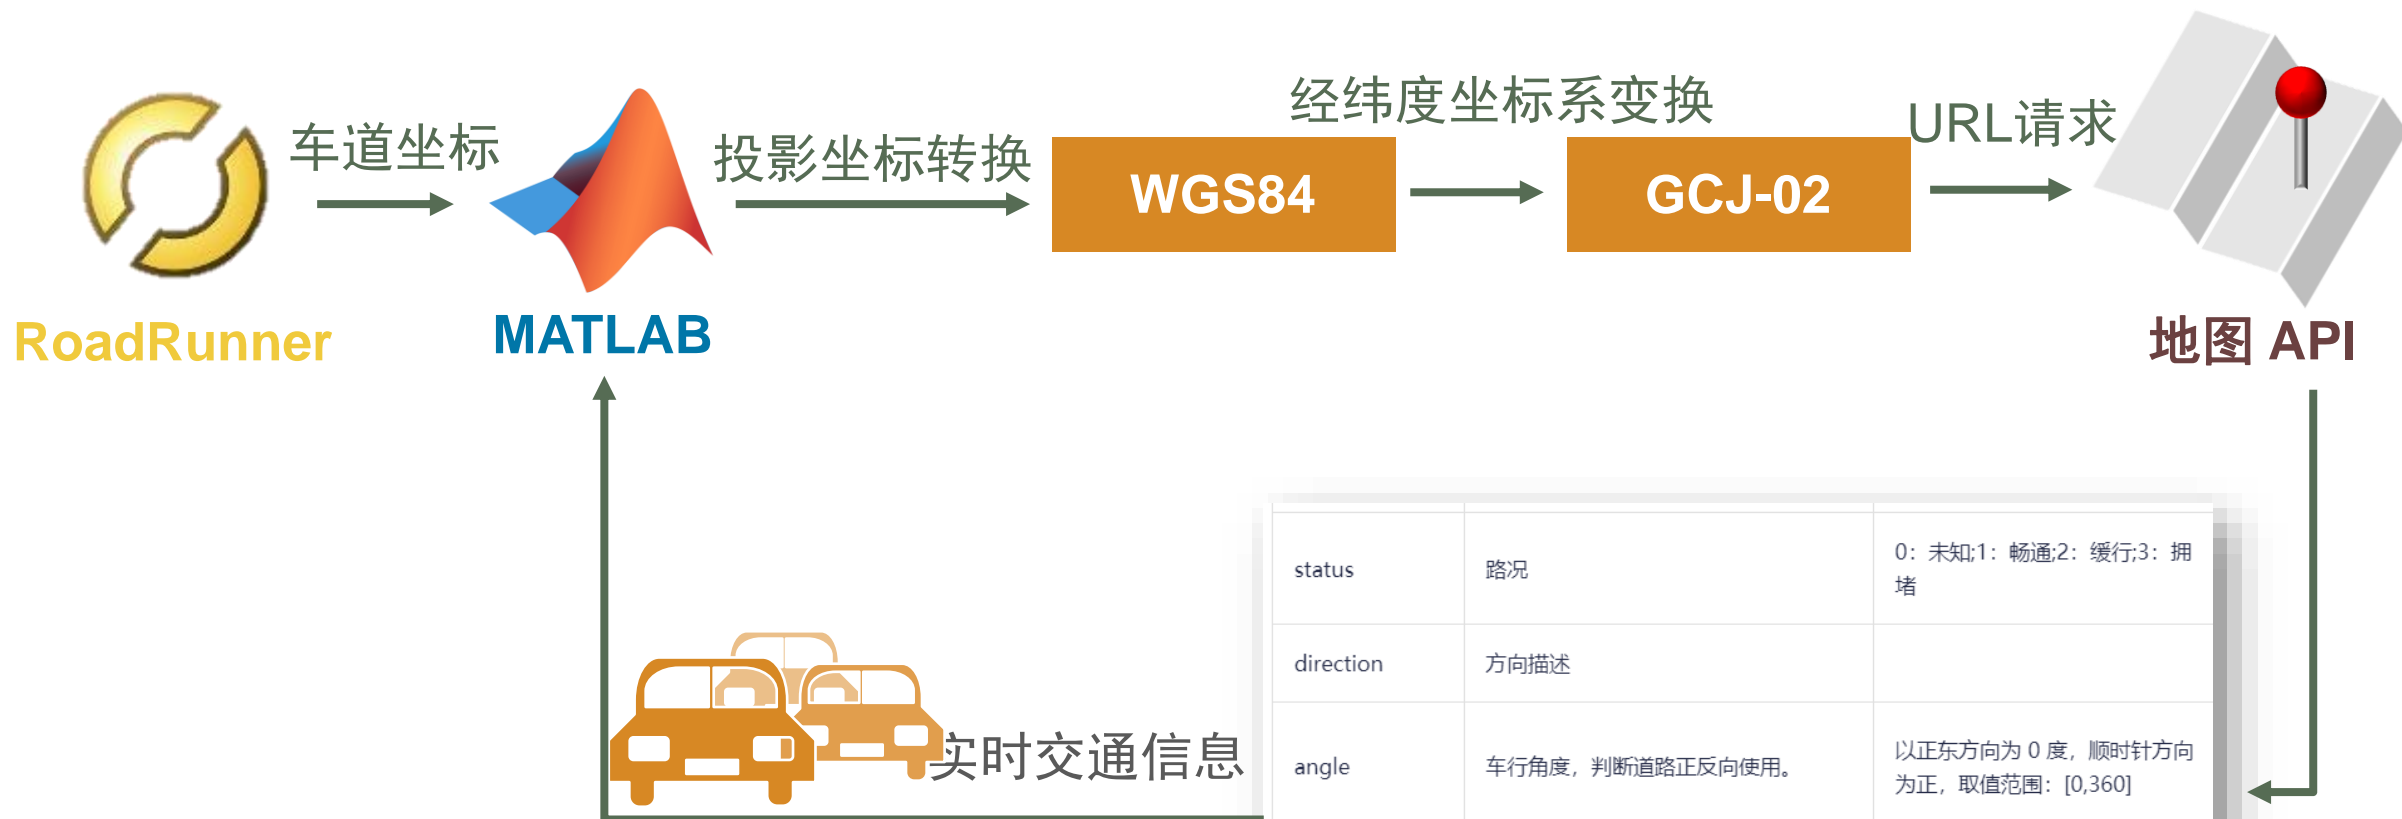 经纬度坐标系变换
车道坐标
投影坐标转换
URL请求
WGS84
GCJ-02
RoadRunner
MATLAB
地图 API
status
路况
0：未知;1：畅通;2：缓行;3：拥
堵
direction
方向描述
实时交通信息
angle
车行角度，判断道路正反向使用。
以正东方向为 0 度，顺时针方向
为正，取值范围：[0,360]